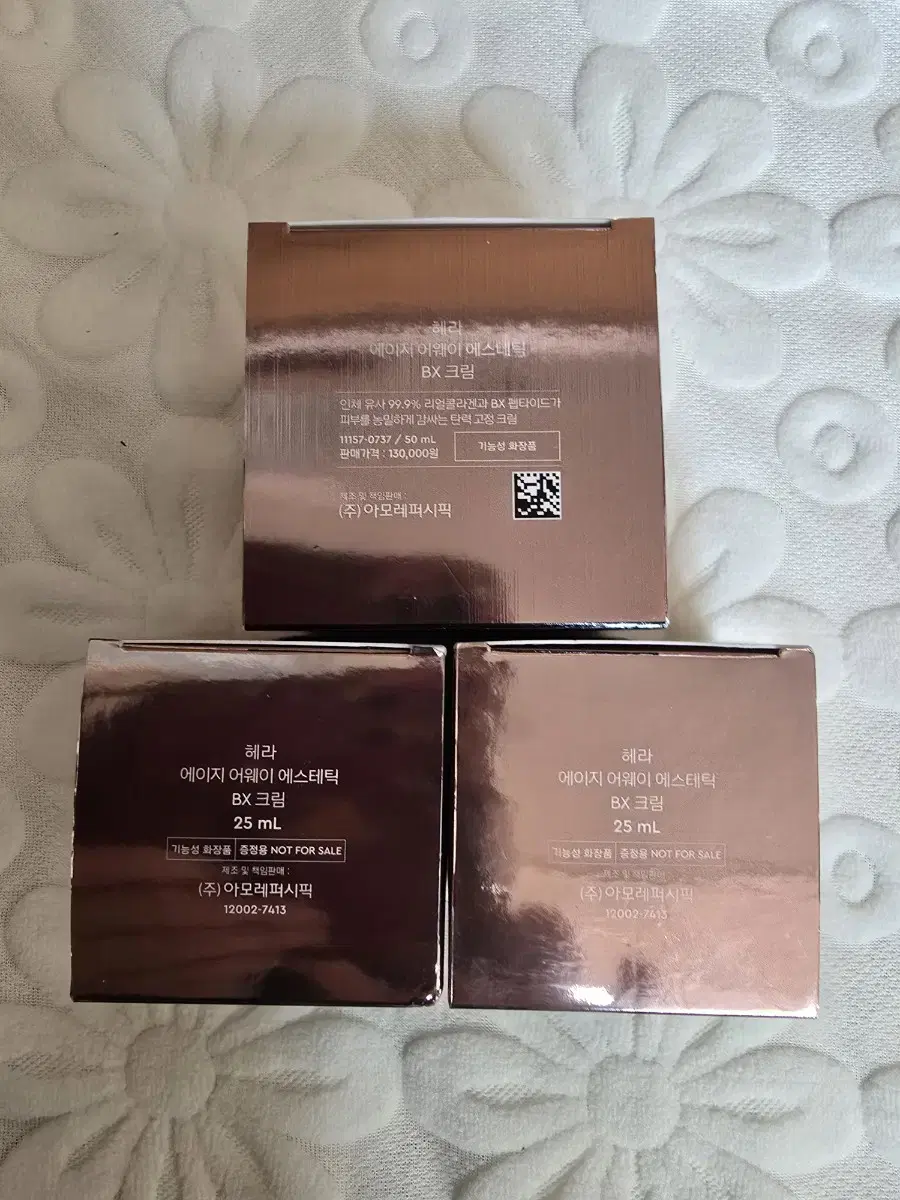 헤라
에이지 어웨이 에스테틱
BX 크림
인체 유사 99.9% 리얼콜라겐과 BX 펩타이드가
피부를 농밀하게 감싸는 탄력 고정 크림
11157-0737 / 50 mL
판매가격 : 130,000원
기능성 화장품
제조 및 책임판매 :
(주) 아모레퍼시픽
헤라
에이지 어웨이 에스테틱
BX 크림
25 mL
기능성 화장품 증정용 NOT FOR SALE
제조 및 책임판매 :
(주) 아모레퍼시픽
12002-7413
헤라
에이지 어웨이 에스테틱
BX 크림
25 mL
기능성 화장품 증정용 NOT FOR SALE
제조 및 책임판매 :
(주) 아모레퍼시픽
12002-7413